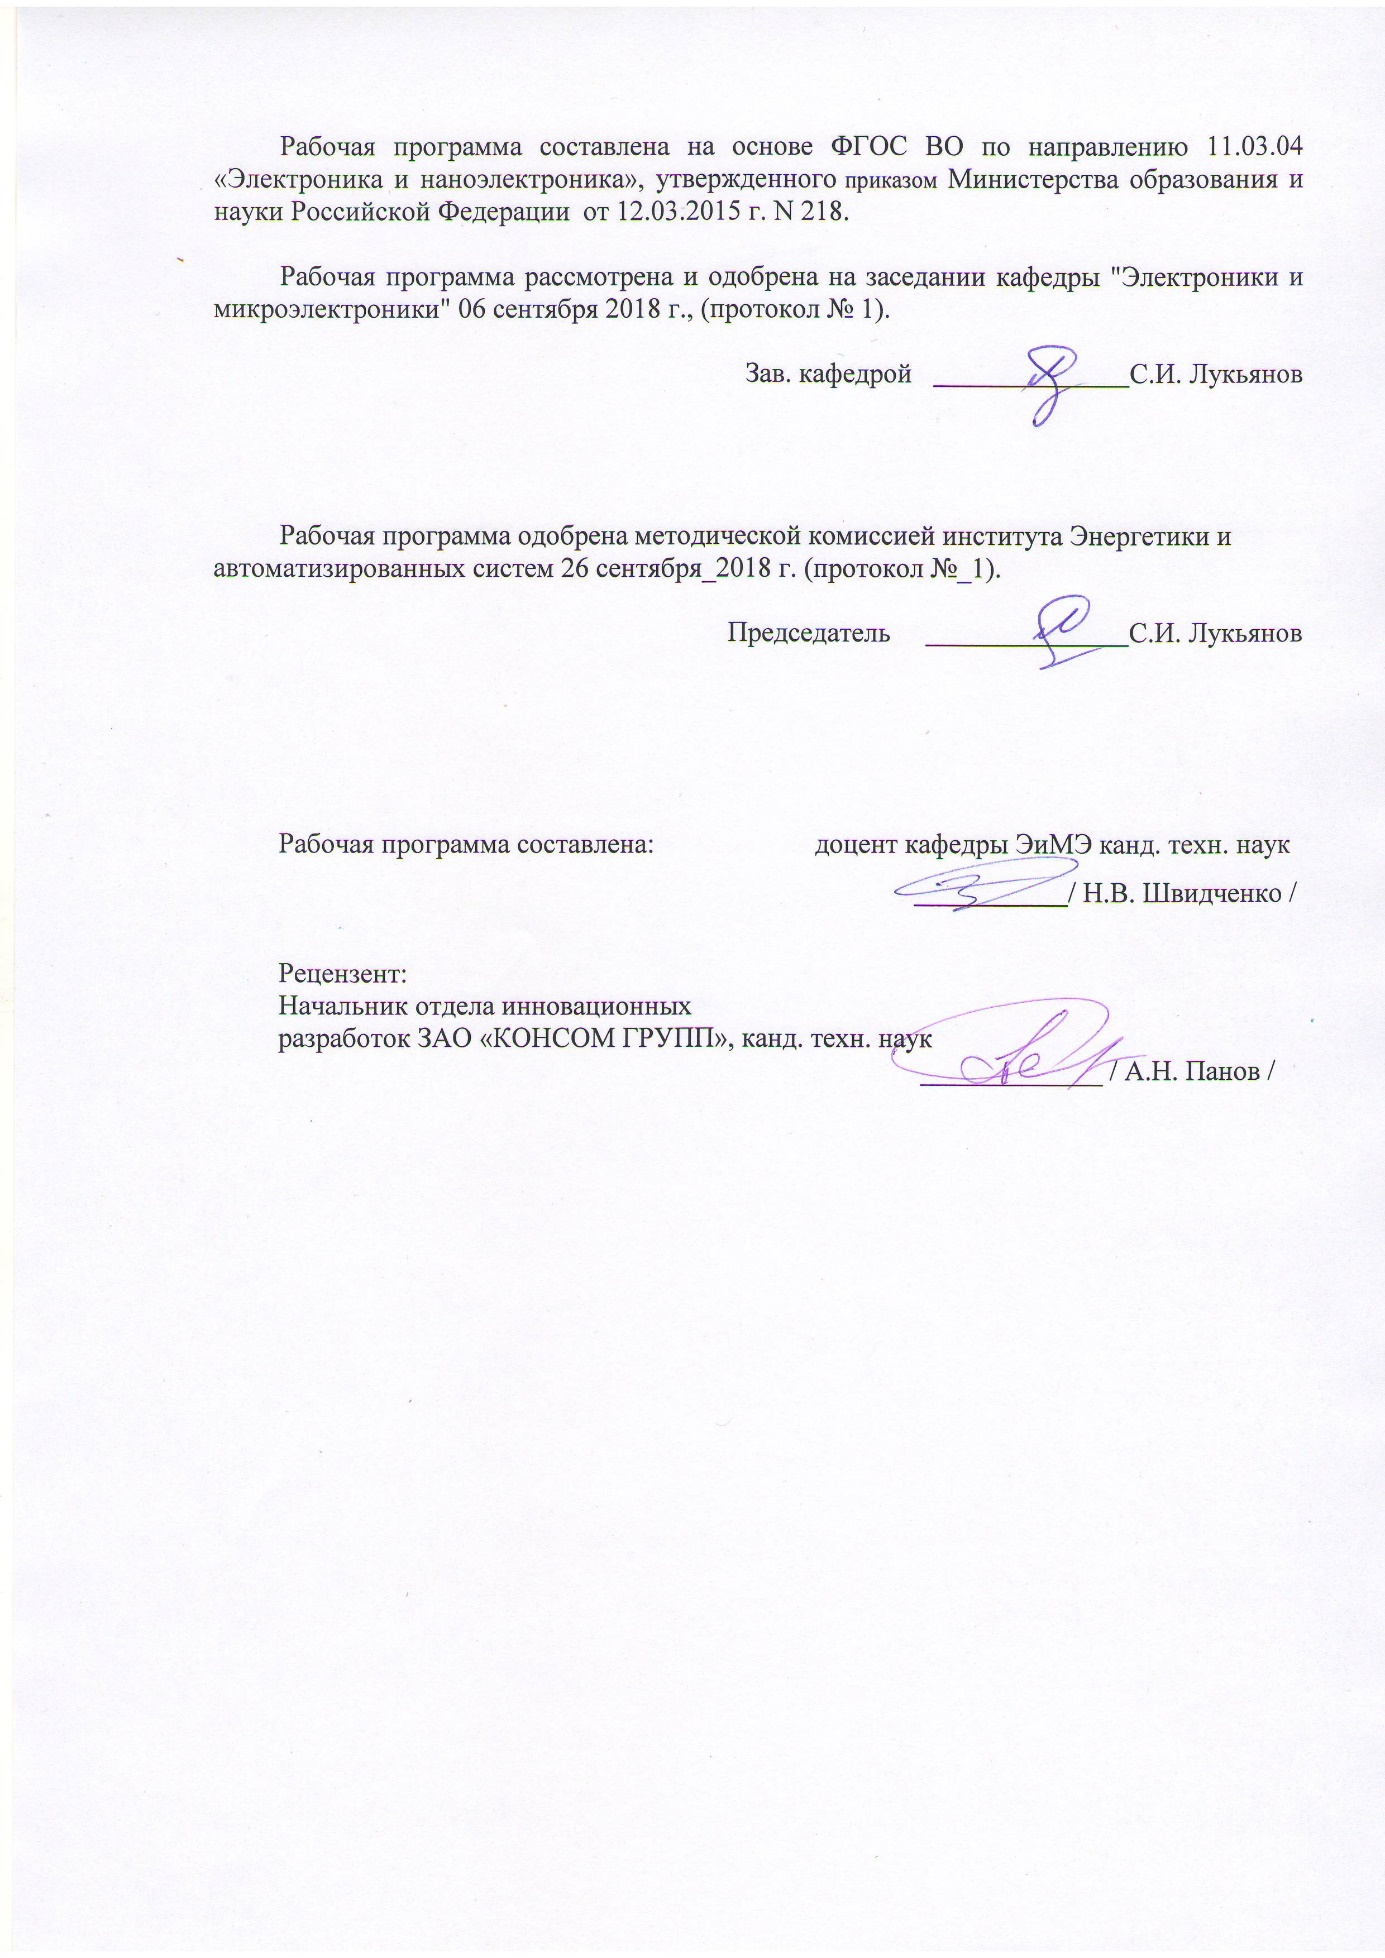 Рабочая программа составлена на основе ФГОС ВО по направлению 11.03.04
«Электроника и наноэлектроника», утвержденного приказом Министерства образования и
науки Российской Федерации от 12.03.2015 г. N 218.
Рабочая программа рассмотрена и одобрена на заседании кафедры "Электроники и
микроэлектроники" 06 сентября 2018 г., (протокол № 1).
Зав. кафедрой ______________С.И. Лукьянов
Рабочая программа одобрена методической комиссией института Энергетики и
автоматизированных систем 26 сентября_2018 г. (протокол №_1).
Председатель ______________С.И. Лукьянов
Рабочая программа составлена: доцент кафедры ЭиМЭ канд. техн. наук
___________/ Н.В. Швидченко /
Рецензент:
Начальник отдела инновационных
разработок ЗАО «КОНСОМ ГРУПП», канд. техн. наук
_____________ / А.Н. Панов /